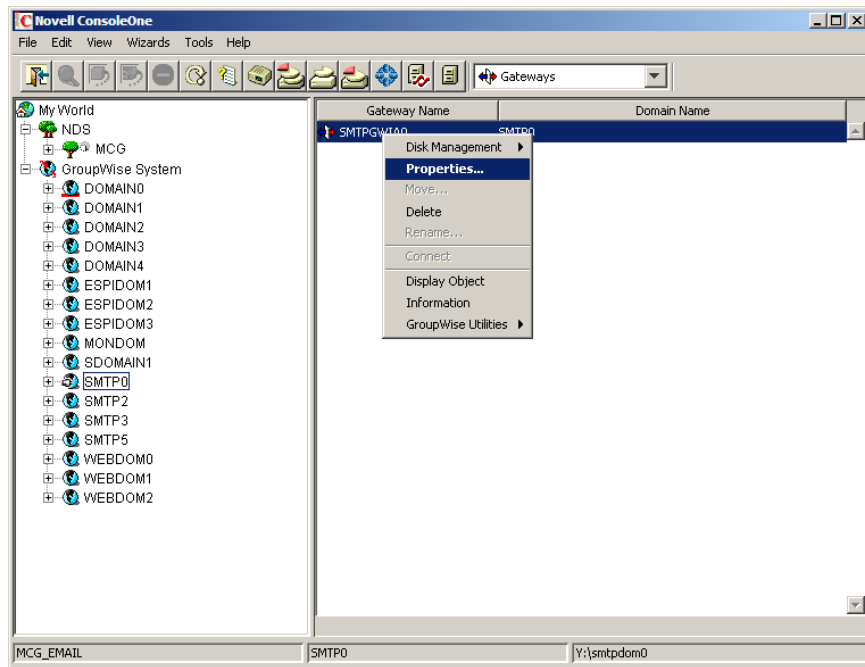 Novell ConsoleOne
File Edit View Wizards Tools Help
Gateways
My World
NDS
MCG
GroupWise System
DOMAIN0
DOMAIN1
DOMAIN2
DOMAIN3
DOMAIN4
ESPIDOM1
ESPIDOM2
ESPIDOM3
MONDOM
SDOMAIN1
SMTP0
SMTP2
SMTP3
SMTP5
WEBDOM0
WEBDOM1
WEBDOM2
Gateway Name Domain Name
SMTPGWIA0 SMTP0
Disk Management
Properties...
Move...
Delete
Rename...
Connect
Display Object
Information
GroupWise Utilities
MCG_EMAIL SMTP0 Y:\smtpdom0